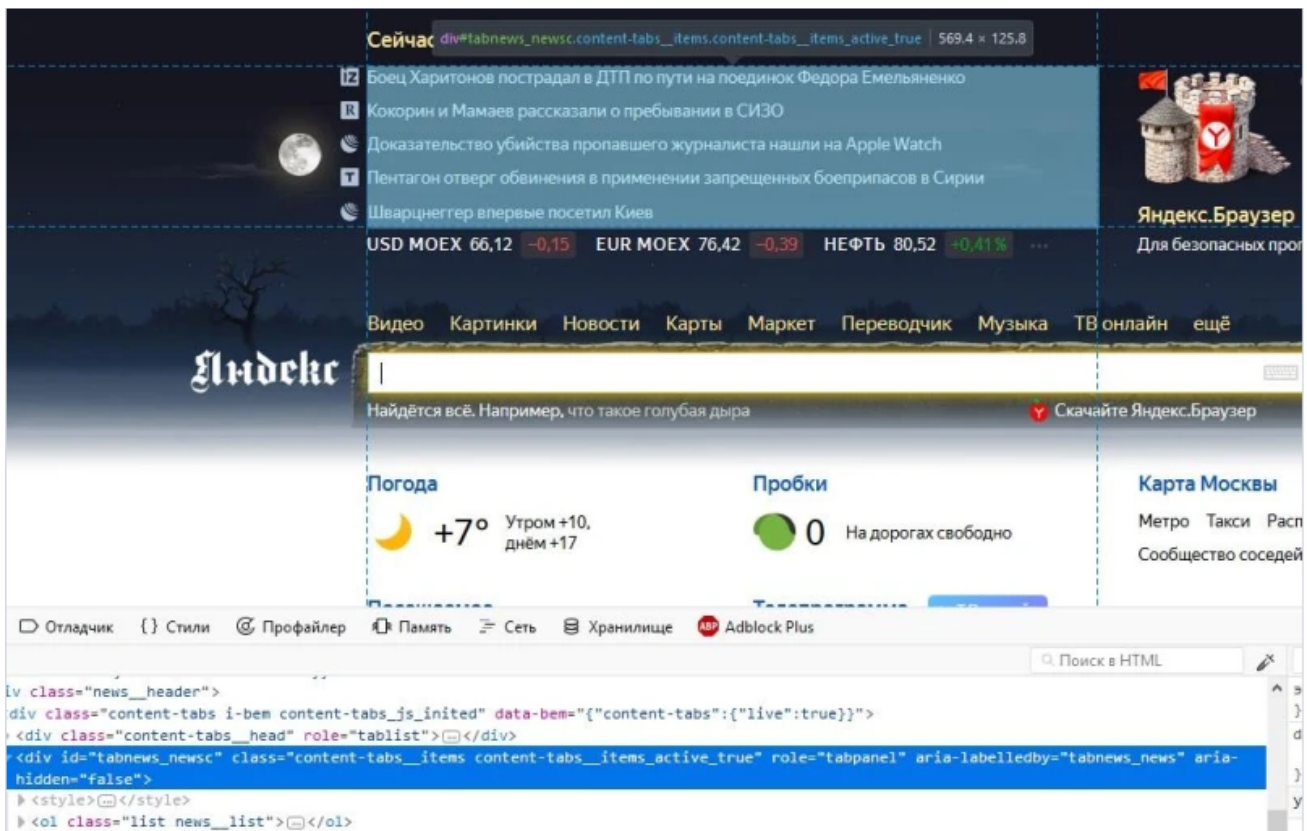 Сейчас div#tabnews_newsc.content-tabs__items.content-tabs__items_active_true 569.4 × 125.8
Боец Харитонов пострадал в ДТП по пути на поединок Федора Емельяненко
Кокорин и Мамаев рассказали о пребывании в СИЗО
Доказательство убийства пропавшего журналиста нашли на Apple Watch
Пентагон отверг обвинения в применении запрещенных боеприпасов в Сирии
Шварцнеггер впервые посетил Киев
Яндекс.Браузер
USD MOEX 66,12 −0,15 EUR MOEX 76,42 −0,39 НЕФТЬ 80,52 +0,41% ···
Для безопасных прог
Видео Картинки Новости Карты Маркет Переводчик Музыка ТВ онлайн ещё
Яндекс
Найдётся всё. Например, что такое голубая дыра Скачайте Яндекс.Браузер
Погода Пробки Карта Москвы
+7° Утром +10, днём +17
0 На дорогах свободно
Метро Такси Расп
Сообщество соседей
Отладчик {} Стили Профайлер Память Сеть Хранилище ABP Adblock Plus
Поиск в HTML
iv class="news__header">
div class="content-tabs i-bem content-tabs_js_inited" data-bem="{"content-tabs":{"live":true}}">
<div class="content-tabs__head" role="tablist"></div>
<div id="tabnews_newsc" class="content-tabs__items content-tabs__items_active_true" role="tabpanel" aria-labelledby="tabnews_news" aria-
hidden="false">
<style></style>
<ol class="list news__list"></ol>